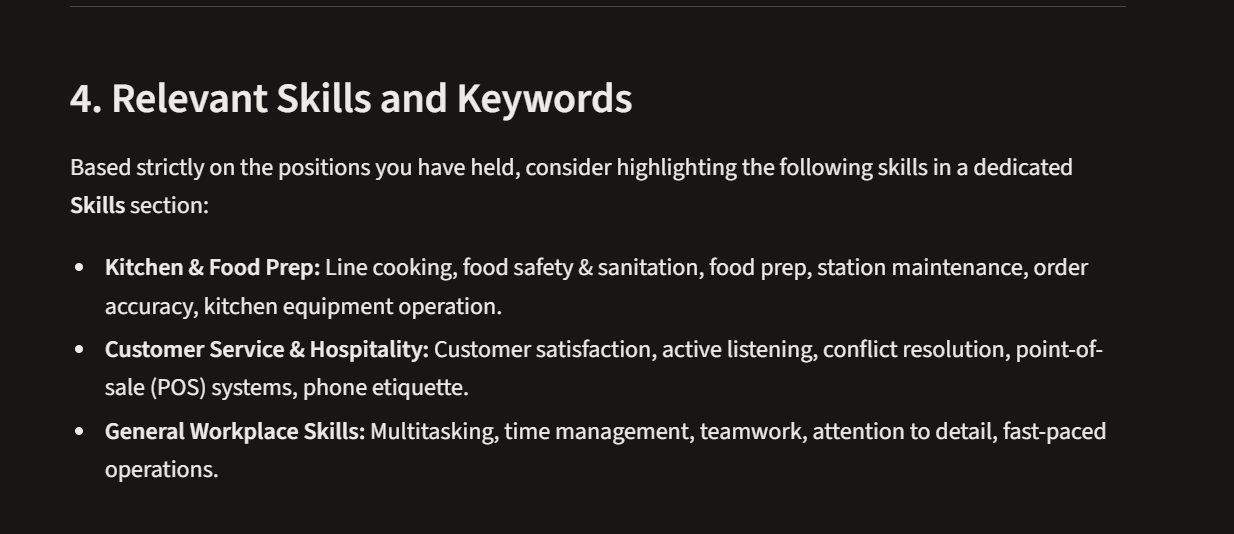 4. Relevant Skills and Keywords
Based strictly on the positions you have held, consider highlighting the following skills in a dedicated
Skills section:
• Kitchen & Food Prep: Line cooking, food safety & sanitation, food prep, station maintenance, order
accuracy, kitchen equipment operation.
• Customer Service & Hospitality: Customer satisfaction, active listening, conflict resolution, point-of-
sale (POS) systems, phone etiquette.
• General Workplace Skills: Multitasking, time management, teamwork, attention to detail, fast-paced
operations.